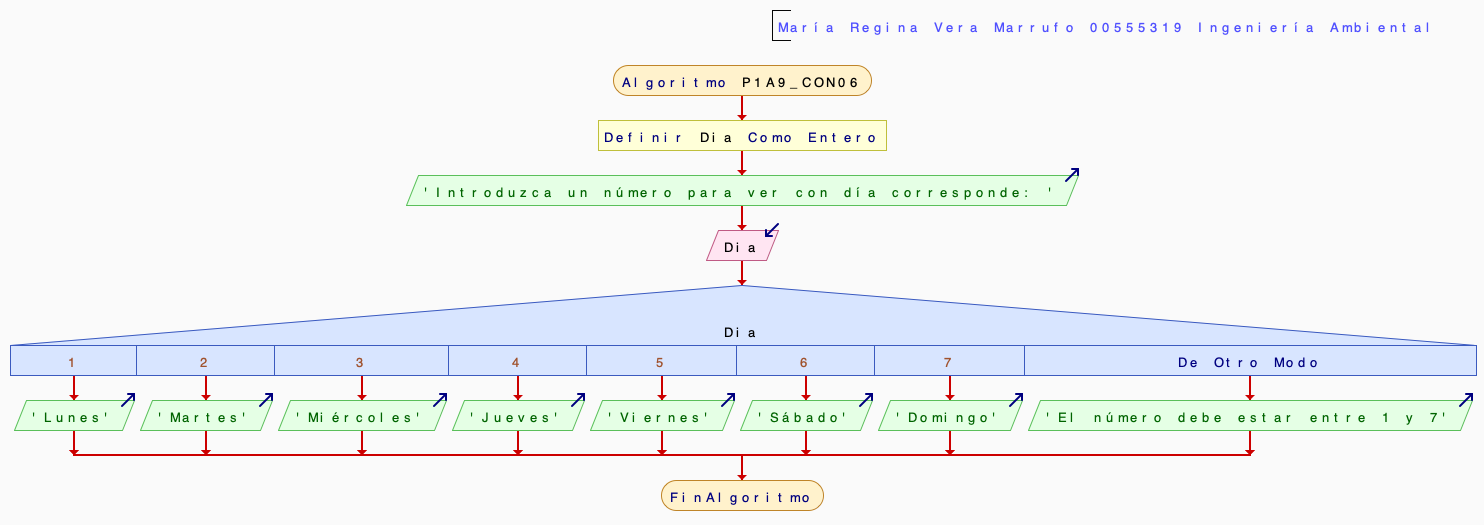 María Regina Vera Marrufo 00555319 Ingeniería Ambiental
Algoritmo P1A9_CON06
Definir Dia Como Entero
'Introduzca un número para ver con día corresponde: '
Dia
Dia
1 2 3 4 5 6 7 De Otro Modo
'Lunes' 'Martes' 'Miércoles' 'Jueves' 'Viernes' 'Sábado' 'Domingo' 'El número debe estar entre 1 y 7'
FinAlgoritmo